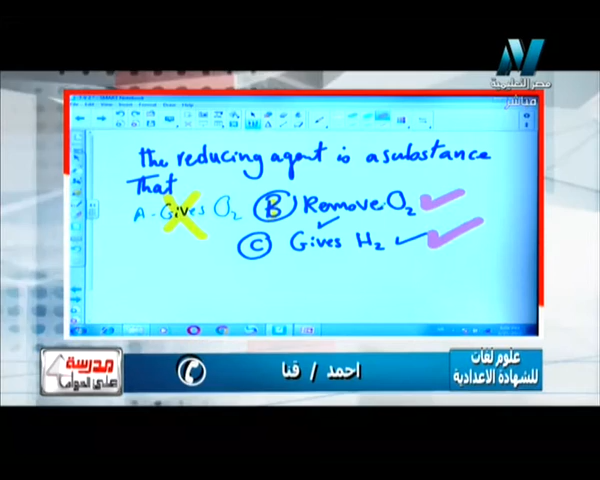 مصر التعليمية
مباشر
the reducing agent is a substance
that
A - Gives O2 B Remove O2
C Gives H2
مدرسة
على الهواء
احمد / قنا
علوم لغات
للشهادة الاعدادية